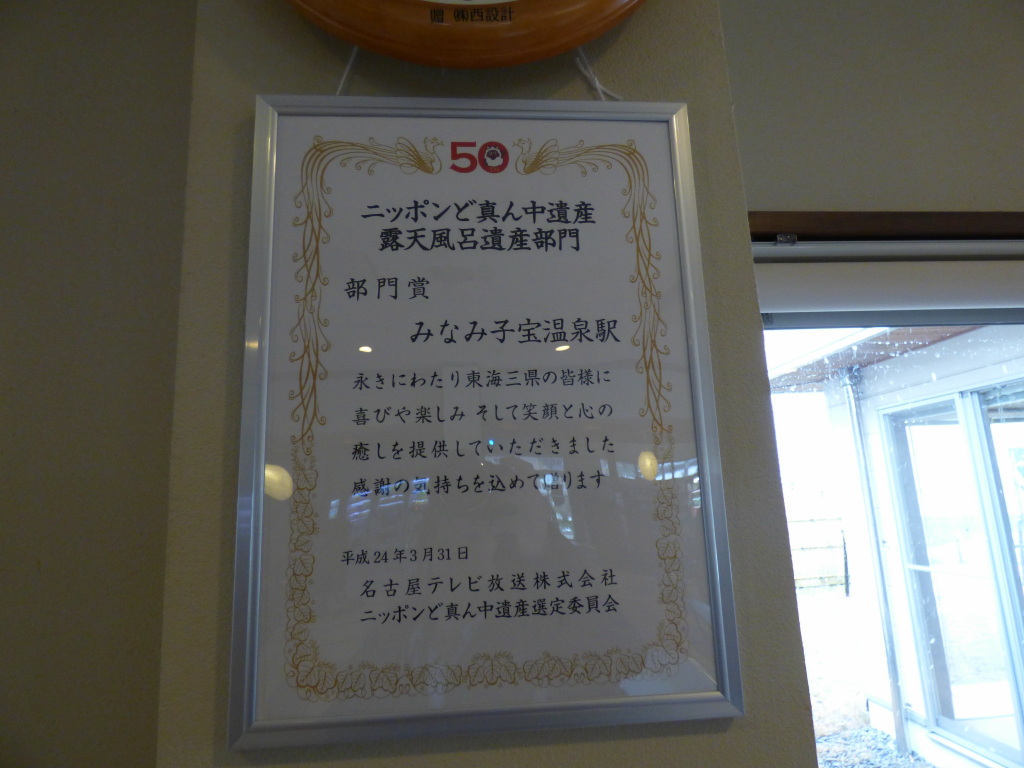 贈 ㈱酉設計
50
ニッポンど真ん中遺産
露天風呂遺産部門
部門賞
みなみ子宝温泉駅
永きにわたり東海三県の皆様に
喜びや楽しみ そして笑顔と心の
癒しを提供していただきました
感謝の気持ちを込めて贈ります
平成24年3月31日
名古屋テレビ放送株式会社
ニッポンど真ん中遺産選定委員会